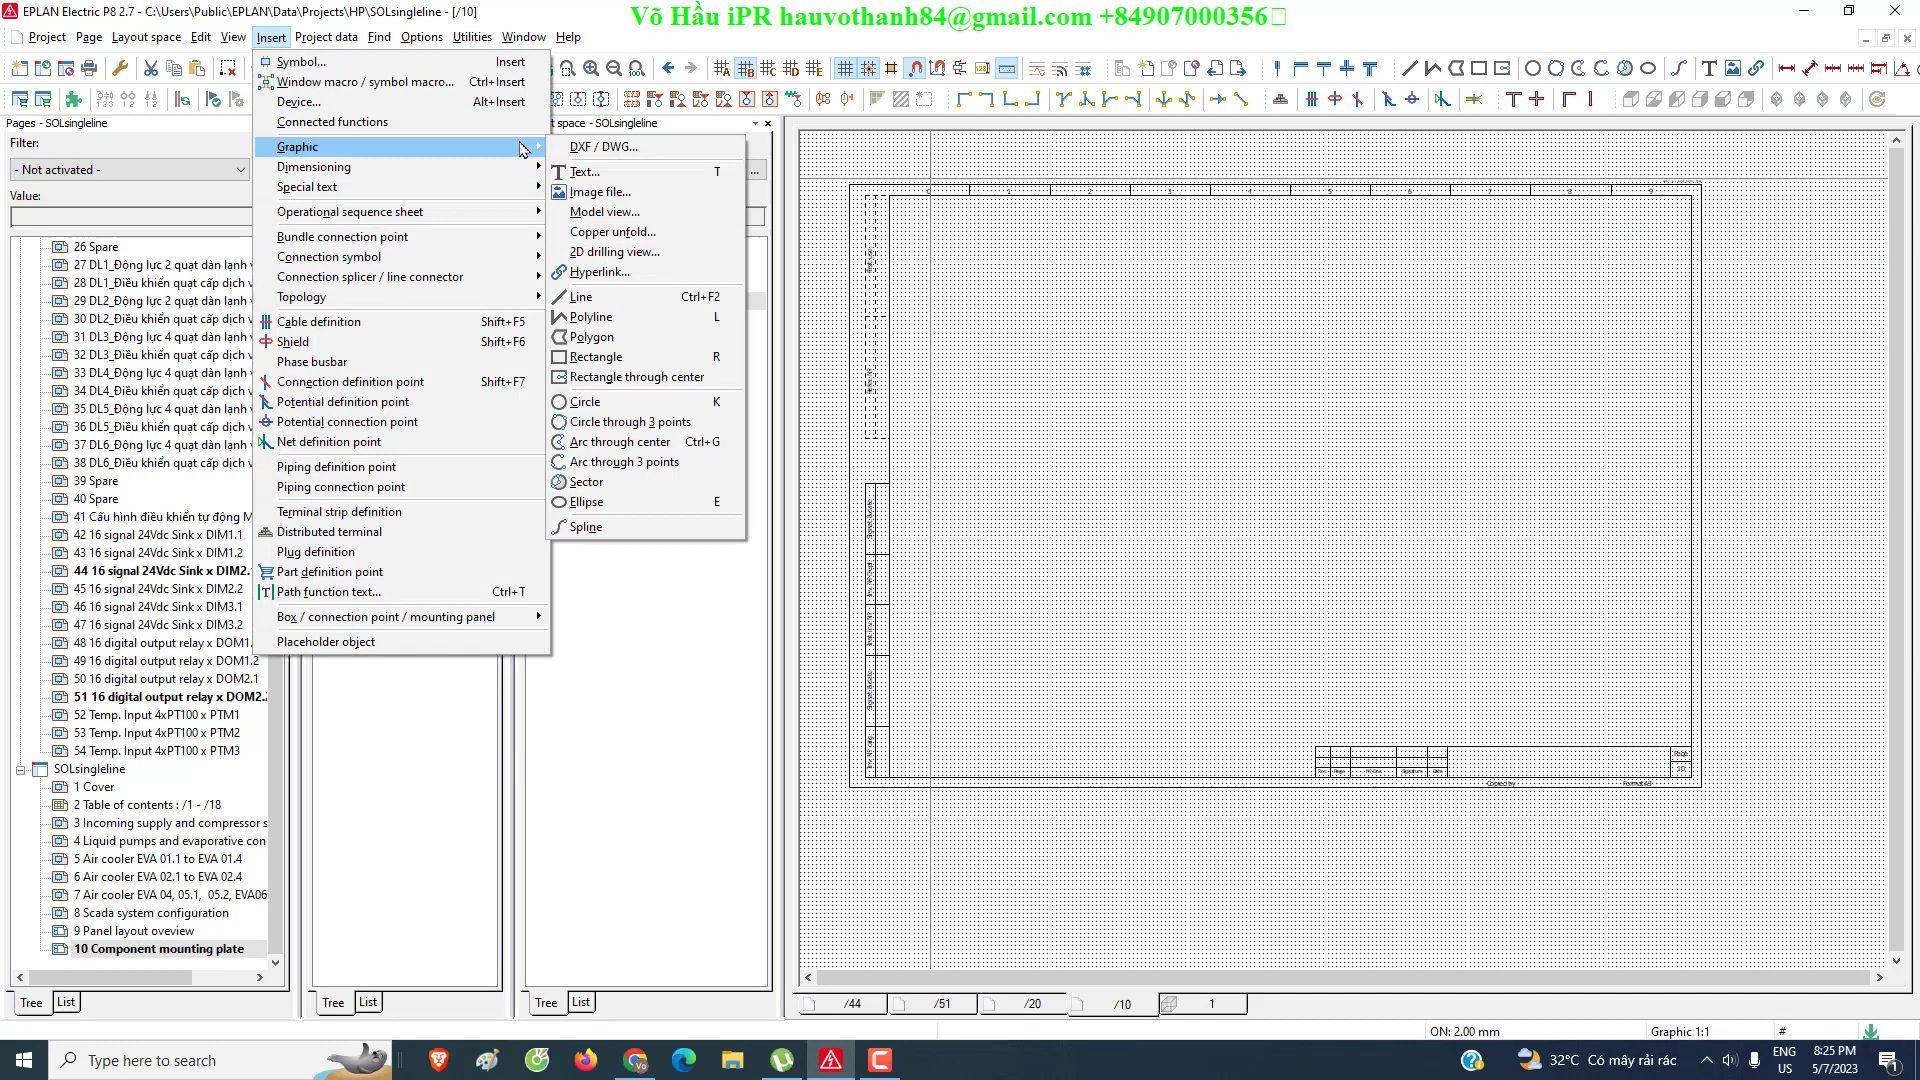 EPLAN Electric P8 2.7 - C:\Users\Public\EPLAN\Data\Projects\HP\SOLsingleline - [/10]
Võ Hầu iPR hauvothanh84@gmail.com +84907000356
Project Page Layout space Edit View Insert Project data Find Options Utilities Window Help
Pages - SOLsingleline
Filter:
- Not activated -
Value:
26 Spare
27 DL1_Động lực 2 quạt dàn lạnh v
28 DL1_Điều khiển quạt cấp dịch v
29 DL2_Động lực 2 quạt dàn lạnh v
30 DL2_Điều khiển quạt cấp dịch v
31 DL3_Động lực 4 quạt dàn lạnh v
32 DL3_Điều khiển quạt cấp dịch v
33 DL4_Động lực 4 quạt dàn lạnh v
34 DL4_Điều khiển quạt cấp dịch v
35 DL5_Động lực 4 quạt dàn lạnh v
36 DL5_Điều khiển quạt cấp dịch v
37 DL6_Động lực 4 quạt dàn lạnh v
38 DL6_Điều khiển quạt cấp dịch v
39 Spare
40 Spare
41 Cấu hình điều khiển tự động M
42 16 signal 24Vdc Sink x DIM1.1
43 16 signal 24Vdc Sink x DIM1.2
44 16 signal 24Vdc Sink x DIM2.
45 16 signal 24Vdc Sink x DIM2.2
46 16 signal 24Vdc Sink x DIM3.1
47 16 signal 24Vdc Sink x DIM3.2
48 16 digital output relay x DOM1.
49 16 digital output relay x DOM1.2
50 16 digital output relay x DOM2.1
51 16 digital output relay x DOM2.2
52 Temp. Input 4xPT100 x PTM1
53 Temp. Input 4xPT100 x PTM2
54 Temp. Input 4xPT100 x PTM3
SOLsingleline
1 Cover
2 Table of contents : /1 - /18
3 Incoming supply and compressor s
4 Liquid pumps and evaporative con
5 Air cooler EVA 01.1 to EVA 01.4
6 Air cooler EVA 02.1 to EVA 02.4
7 Air cooler EVA 04, 05.1, 05.2, EVA06
8 Scada system configuration
9 Panel layout oveview
10 Component mounting plate
Tree List
Symbol... Insert
Window macro / symbol macro... Ctrl+Insert
Device... Alt+Insert
Connected functions
Graphic
Dimensioning
Special text
Operational sequence sheet
Bundle connection point
Connection symbol
Connection splicer / line connector
Topology
Cable definition Shift+F5
Shield Shift+F6
Phase busbar
Connection definition point Shift+F7
Potential definition point
Potential connection point
Net definition point
Piping definition point
Piping connection point
Terminal strip definition
Distributed terminal
Plug definition
Part definition point
Path function text... Ctrl+T
Box / connection point / mounting panel
Placeholder object
Tree List
t space - SOLsingleline
...
DXF / DWG...
Text... T
Image file...
Model view...
Copper unfold...
2D drilling view...
Hyperlink...
Line Ctrl+F2
Polyline L
Polygon
Rectangle R
Rectangle through center
Circle K
Circle through 3 points
Arc through center Ctrl+G
Arc through 3 points
Sector
Ellipse E
Spline
Tree List
0 1 2 3 4 5 6 7 8 9
Page
10
Copied by
Format A3
/44 /51 /20 /10 1
ON: 2.00 mm
Graphic 1:1
#
Type here to search
32°C Có mây rải rác
ENG
US
8:25 PM
5/7/2023
1